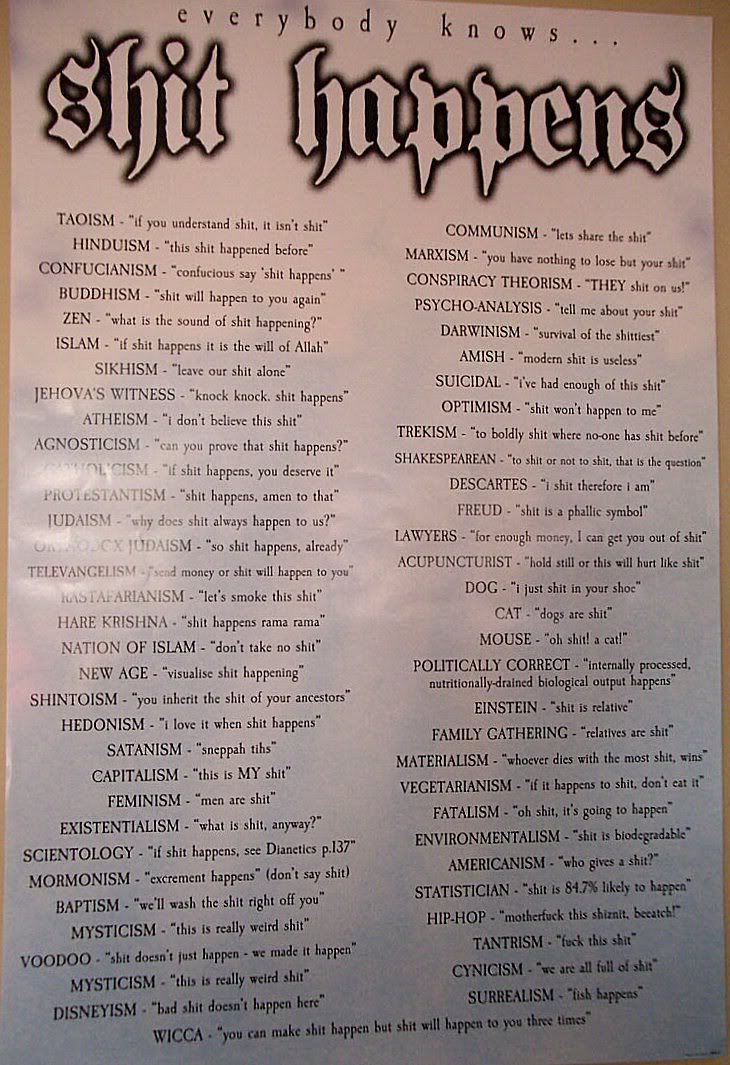 everybody knows...
shit happens
TAOISM - "if you understand shit, it isn't shit"
HINDUISM - "this shit happened before"
CONFUCIANISM - "confucious say 'shit happens' "
BUDDHISM - "shit will happen to you again"
ZEN - "what is the sound of shit happening?"
ISLAM - "if shit happens it is the will of Allah"
SIKHISM - "leave our shit alone"
JEHOVA'S WITNESS - "knock knock. shit happens"
ATHEISM - "i don't believe this shit"
AGNOSTICISM - "can you prove that shit happens?"
CATHOLICISM - "if shit happens, you deserve it"
PROTESTANTISM - "shit happens, amen to that"
JUDAISM - "why does shit always happen to us?"
ORTHODOX JUDAISM - "so shit happens, already"
TELEVANGELISM - "send money or shit will happen to you"
RASTAFARIANISM - "let's smoke this shit"
HARE KRISHNA - "shit happens rama rama"
NATION OF ISLAM - "don't take no shit"
NEW AGE - "visualise shit happening"
SHINTOISM - "you inherit the shit of your ancestors"
HEDONISM - "i love it when shit happens"
SATANISM - "sneppah tihs"
CAPITALISM - "this is MY shit"
FEMINISM - "men are shit"
EXISTENTIALISM - "what is shit, anyway?"
SCIENTOLOGY - "if shit happens, see Dianetics p.137"
MORMONISM - "excrement happens" (don't say shit)
BAPTISM - "we'll wash the shit right off you"
MYSTICISM - "this is really weird shit"
VOODOO - "shit doesn't just happen - we made it happen"
MYSTICISM - "this is really weird shit"
DISNEYISM - "bad shit doesn't happen here"
COMMUNISM - "lets share the shit"
MARXISM - "you have nothing to lose but your shit"
CONSPIRACY THEORISM - "THEY shit on us!"
PSYCHO-ANALYSIS - "tell me about your shit"
DARWINISM - "survival of the shittiest"
AMISH - "modern shit is useless"
SUICIDAL - "i've had enough of this shit"
OPTIMISM - "shit won't happen to me"
TREKISM - "to boldly shit where no-one has shit before"
SHAKESPEAREAN - "to shit or not to shit, that is the question"
DESCARTES - "i shit therefore i am"
FREUD - "shit is a phallic symbol"
LAWYERS - "for enough money, I can get you out of shit"
ACUPUNCTURIST - "hold still or this will hurt like shit"
DOG - "i just shit in your shoe"
CAT - "dogs are shit"
MOUSE - "oh shit! a cat!"
POLITICALLY CORRECT - "internally processed,
nutritionally-drained biological output happens"
EINSTEIN - "shit is relative"
FAMILY GATHERING - "relatives are shit"
MATERIALISM - "whoever dies with the most shit, wins"
VEGETARIANISM - "if it happens to shit, don't eat it"
FATALISM - "oh shit, it's going to happen"
ENVIRONMENTALISM - "shit is biodegradable"
AMERICANISM - "who gives a shit?"
STATISTICIAN - "shit is 84.7% likely to happen"
HIP-HOP - "motherfuck this shiznit, beeatch!"
TANTRISM - "fuck this shit"
CYNICISM - "we are all full of shit"
SURREALISM - "fish happens"
WICCA - "you can make shit happen but shit will happen to you three times"